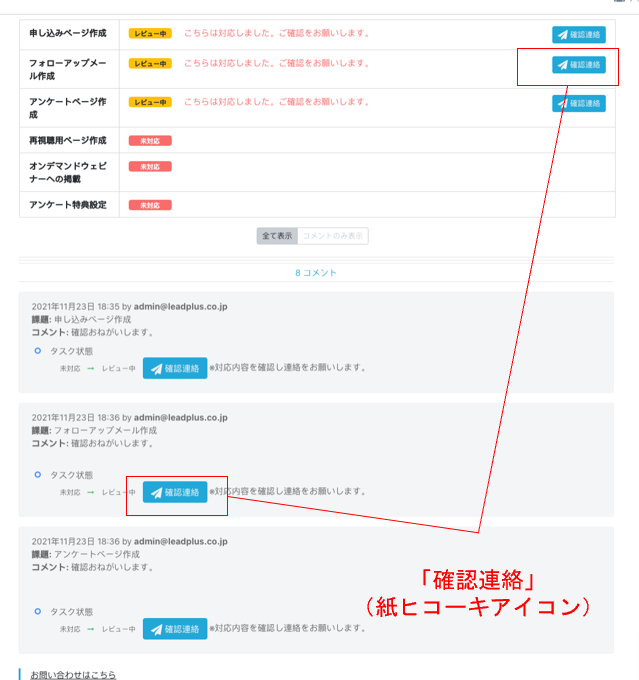 申し込みページ作成 レビュー中 こちらは対応しました。ご確認をお願いします。 確認連絡
フォローアップメー レビュー中 こちらは対応しました。ご確認をお願いします。 確認連絡
ル作成
アンケートページ作 レビュー中 こちらは対応しました。ご確認をお願いします。 確認連絡
成
再視聴用ページ作成 未対応
オンデマンドウェビ 未対応
ナーへの掲載
アンケート特典設定 未対応
全て表示 コメントのみ表示
8 コメント
2021年11月23日 18:35 by admin@leadplus.co.jp
課題: 申し込みページ作成
コメント: 確認おねがいします。
タスク状態
未対応 → レビュー中 確認連絡 ※対応内容を確認し連絡をお願いします。
2021年11月23日 18:36 by admin@leadplus.co.jp
課題: フォローアップメール作成
コメント: 確認おねがいします。
タスク状態
未対応 → レビュー中 確認連絡 ※対応内容を確認し連絡をお願いします。
2021年11月23日 18:36 by admin@leadplus.co.jp
課題: アンケートページ作成
コメント: 確認おねがいします。
「確認連絡」
（紙ヒコーキアイコン）
タスク状態
未対応 → レビュー中 確認連絡 ※対応内容を確認し連絡をお願いします。
お問い合わせはこちら